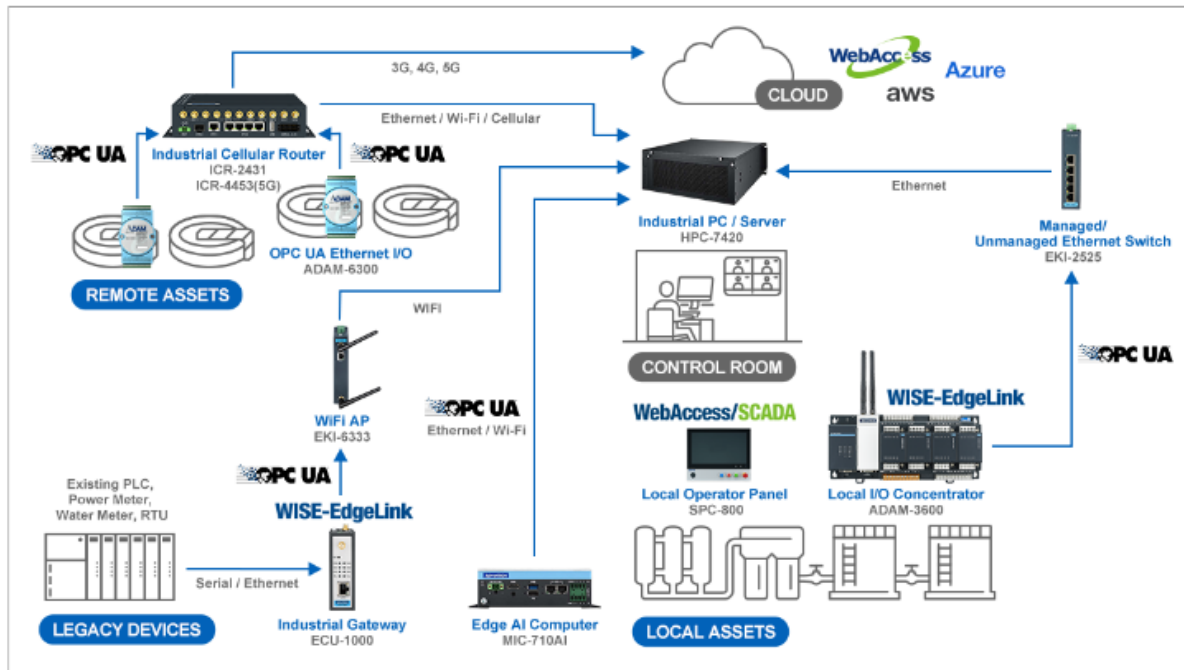 3G, 4G, 5G
CLOUD
WebAccess
Azure
aws
Ethernet / Wi-Fi / Cellular
OPC UA
OPC UA
Industrial Cellular Router
ICR-2431
ICR-4453(5G)
Ethernet
Industrial PC / Server
HPC-7420
Managed/
Unmanaged Ethernet Switch
EKI-2525
ADAM
ADAM
OPC UA Ethernet I/O
ADAM-6300
REMOTE ASSETS
WIFI
CONTROL ROOM
OPC UA
OPC UA
Ethernet / Wi-Fi
WebAccess/SCADA
WISE-EdgeLink
WiFi AP
EKI-6333
OPC UA
Existing PLC,
Power Meter,
Water Meter, RTU
WISE-EdgeLink
Local Operator Panel
SPC-800
Local I/O Concentrator
ADAM-3600
Serial / Ethernet
LEGACY DEVICES
Industrial Gateway
ECU-1000
Edge AI Computer
MIC-710AI
LOCAL ASSETS